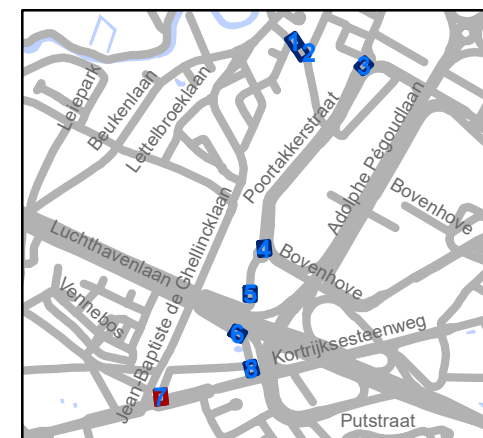 1
2
3
Leiepark
Beukenlaan
Lettelbroeklaan
Poortakkerstraat
Adolphe Pégoudlaan
Bovenhove
4
Bovenhove
Luchthavenlaan
5
Vennebos
Jean-Baptiste de Ghellincklaan
6
Kortrijksesteenweg
8
7
Putstraat